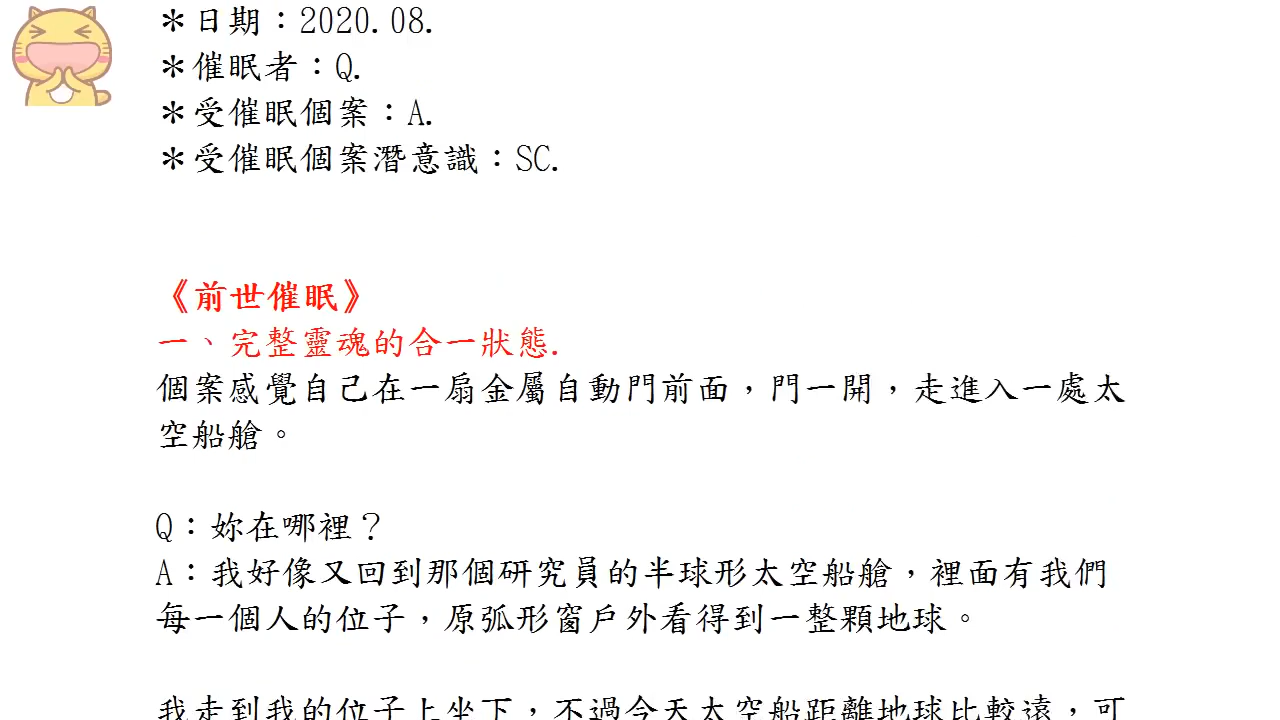 ＊日期：2020.08.
＊催眠者：Q.
＊受催眠個案：A.
＊受催眠個案潛意識：SC.
《前世催眠》
一、完整靈魂的合一狀態.
個案感覺自己在一扇金屬自動門前面，門一開，走進入一處太
空船艙。
Q：妳在哪裡？
A：我好像又回到那個研究員的半球形太空船艙，裡面有我們
每一個人的位子，原弧形窗戶外看得到一整顆地球。
我走到我的位子上坐下，不過今天太空船距離地球比較遠，可